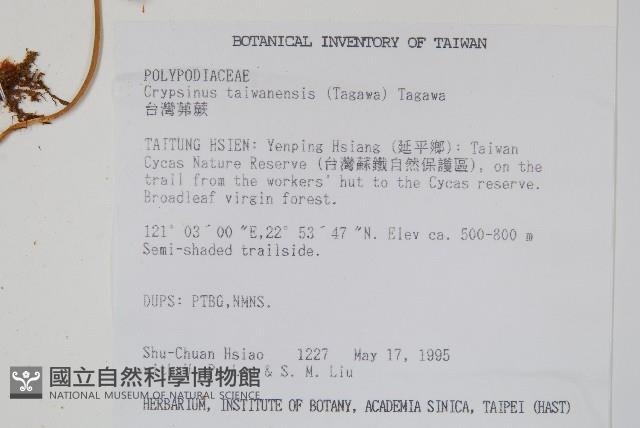 BOTANICAL INVENTORY OF TAIWAN
POLYPODIACEAE
Crypsinus taiwanensis (Tagawa) Tagawa
台灣茀蕨
TAITUNG HSIEN: Yenping Hsiang (延平鄉): Taiwan
Cycas Nature Reserve (台灣蘇鐵自然保護區), on the
trail from the workers' hut to the Cycas reserve.
Broadleaf virgin forest.
121° 03´00 ˝E,22° 53´47 ˝N. Elev ca. 500-800 m
Semi-shaded trailside.
DUPS: PTBG,NMNS.
Shu-Chuan Hsiao 1227 May 17, 1995
& S. M. Liu
國立自然科學博物館
NATIONAL MUSEUM OF NATURAL SCIENCE
HERBARIUM, INSTITUTE OF BOTANY, ACADEMIA SINICA, TAIPEI (HAST)